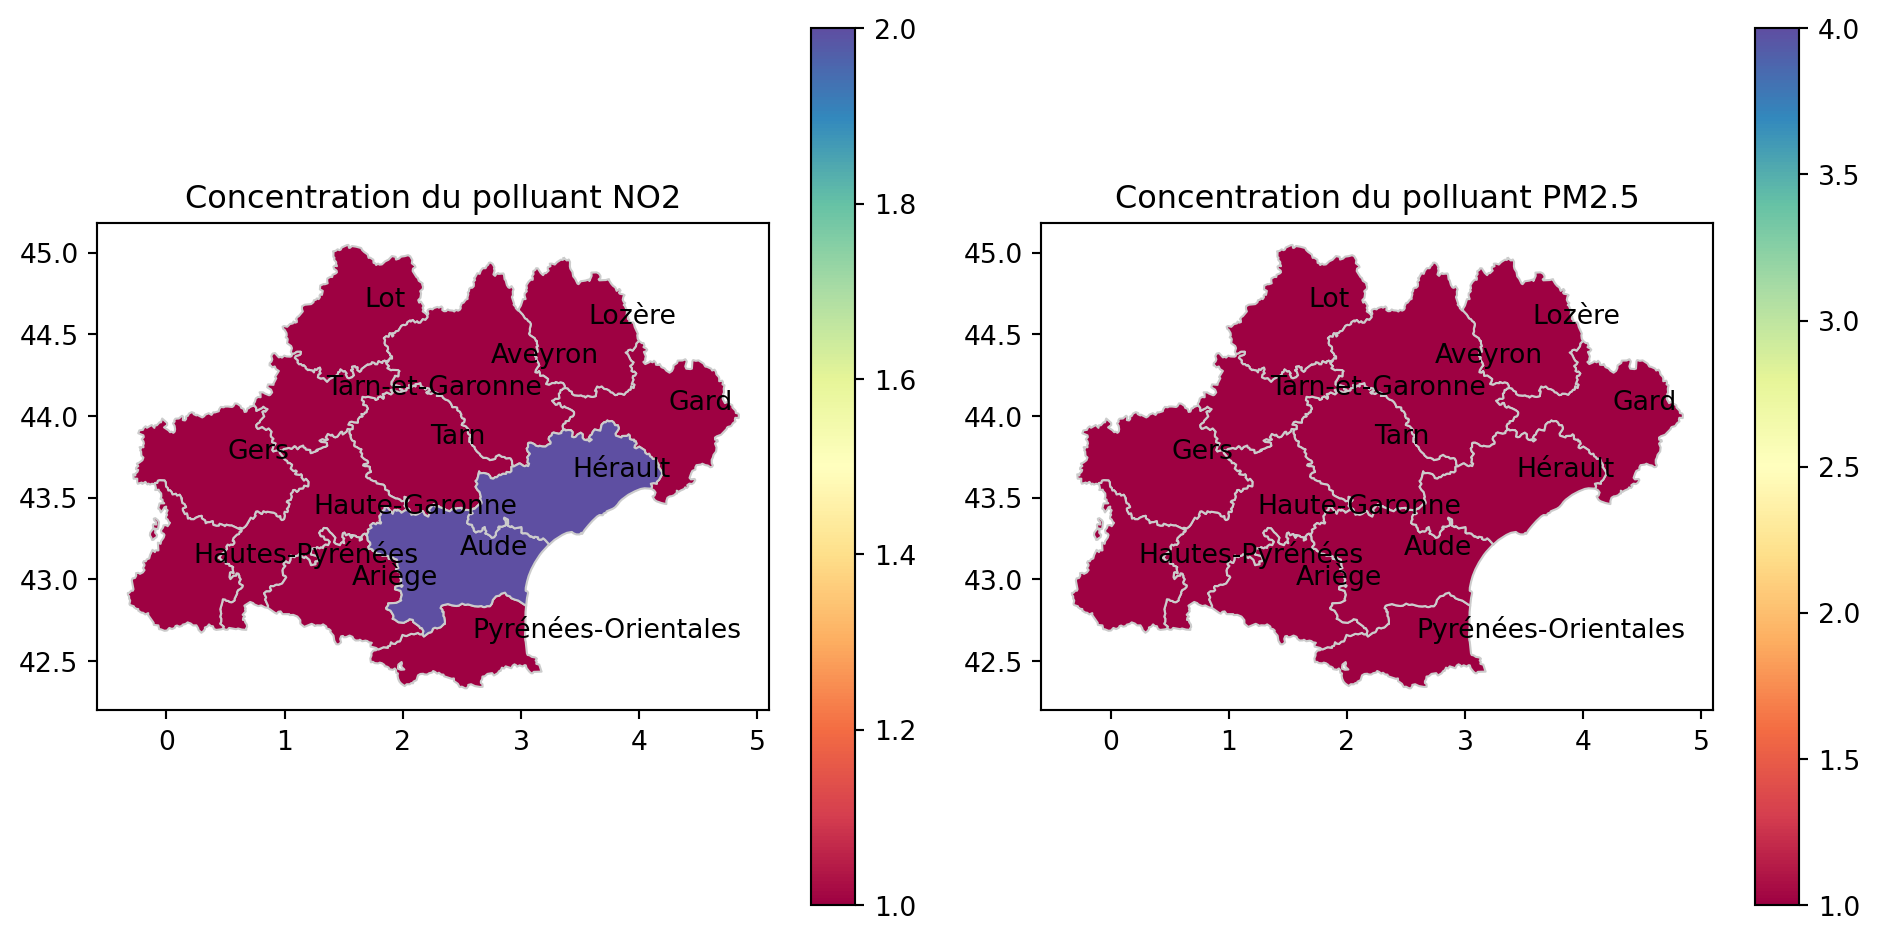 Concentration du polluant NO2
45.0
44.5
44.0
43.5
43.0
42.5
0 1 2 3 4 5
Lot
Lozère
Aveyron
Tarn-et-Garonne
Gard
Tarn
Gers
Hérault
Haute-Garonne
Aude
Hautes-Pyrénées
Ariège
Pyrénées-Orientales
2.0
1.8
1.6
1.4
1.2
1.0
Concentration du polluant PM2.5
45.0
44.5
44.0
43.5
43.0
42.5
0 1 2 3 4 5
Lot
Lozère
Aveyron
Tarn-et-Garonne
Gard
Tarn
Gers
Hérault
Haute-Garonne
Aude
Hautes-Pyrénées
Ariège
Pyrénées-Orientales
4.0
3.5
3.0
2.5
2.0
1.5
1.0